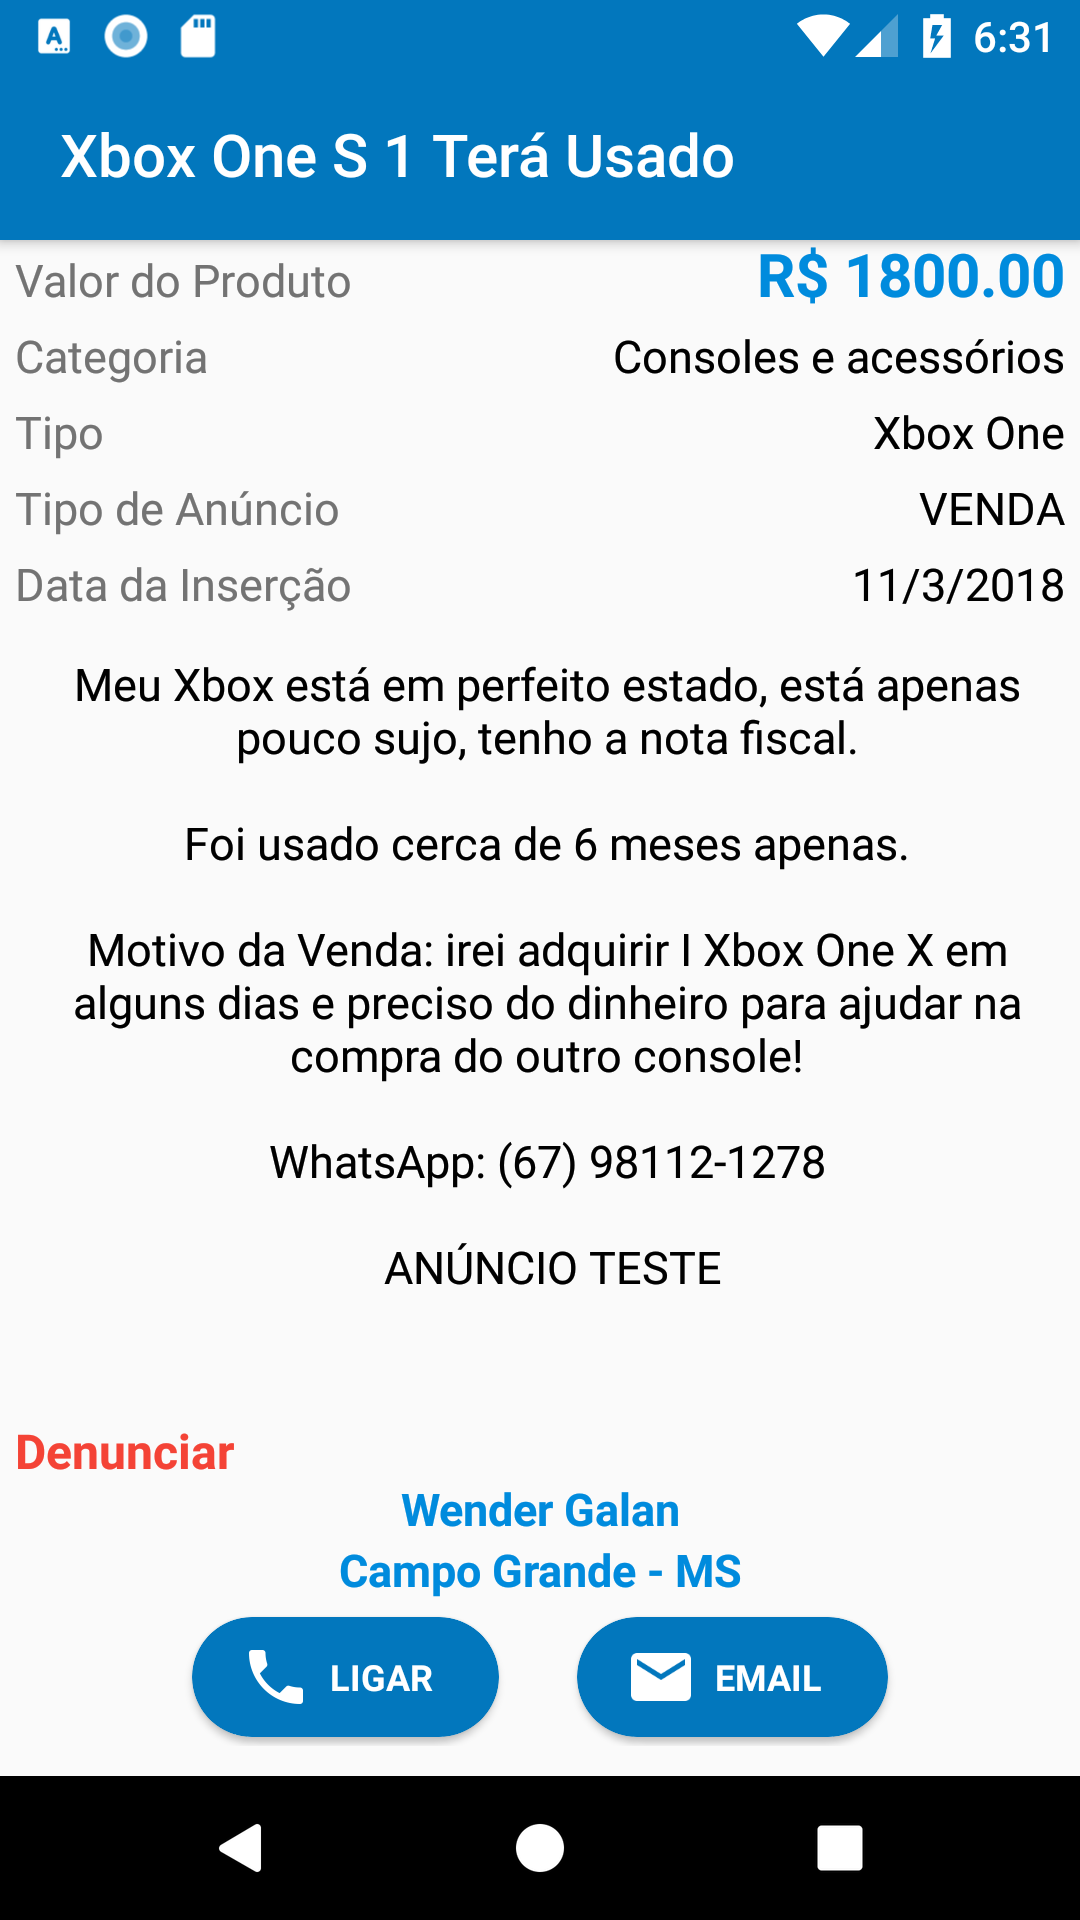 6:31
Xbox One S 1 Terá Usado
Valor do Produto R$ 1800.00
Categoria Consoles e acessórios
Tipo Xbox One
Tipo de Anúncio VENDA
Data da Inserção 11/3/2018
Meu Xbox está em perfeito estado, está apenas
pouco sujo, tenho a nota fiscal.
Foi usado cerca de 6 meses apenas.
Motivo da Venda: irei adquirir I Xbox One X em
alguns dias e preciso do dinheiro para ajudar na
compra do outro console!
WhatsApp: (67) 98112-1278
ANÚNCIO TESTE
Denunciar
Wender Galan
Campo Grande - MS
LIGAR EMAIL